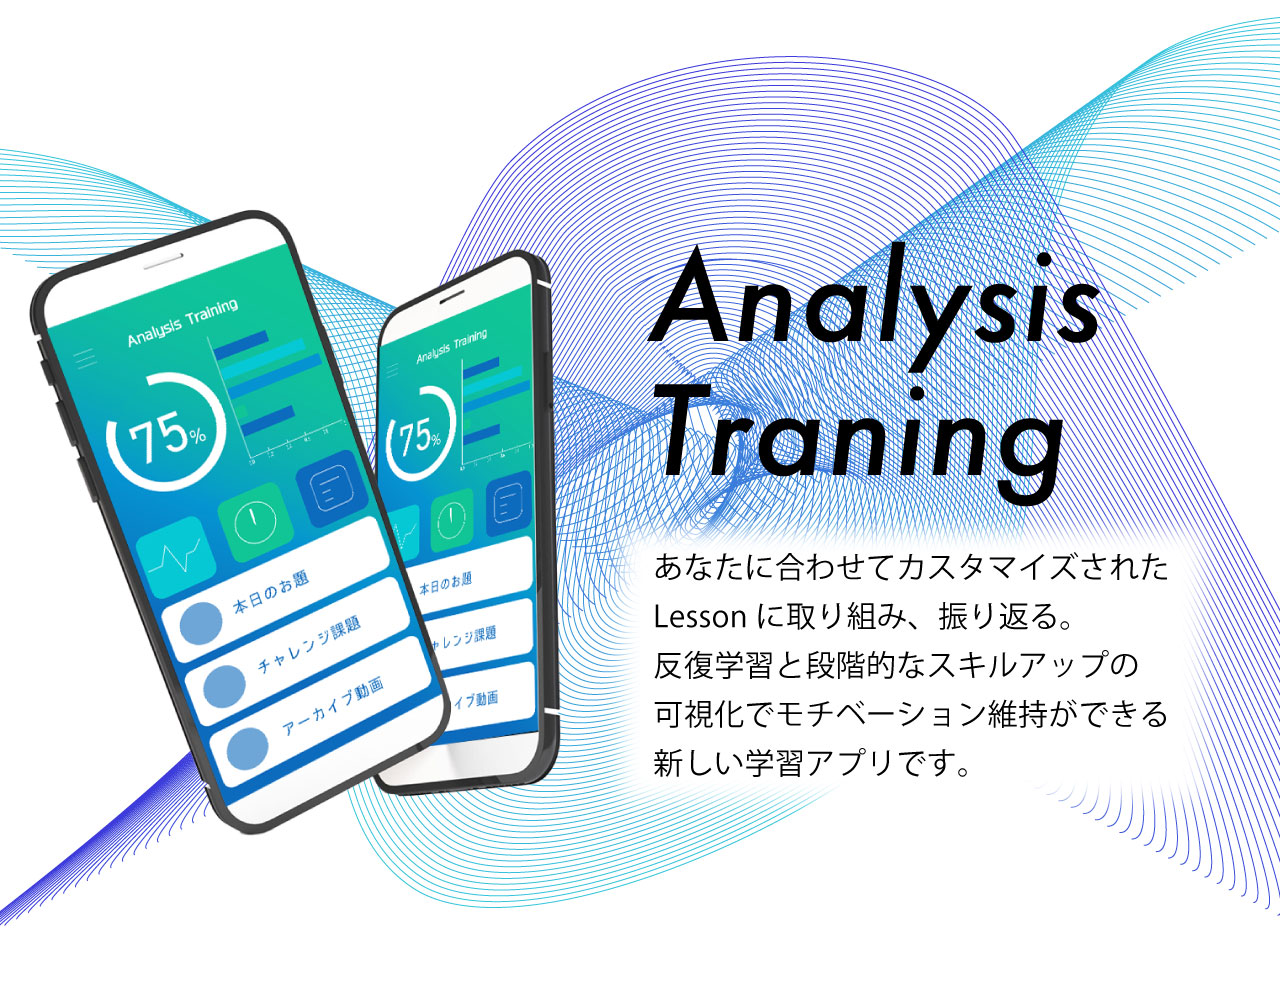 Analysis Training
75%
本日のお題
チャレンジ課題
アーカイブ動画
Analysis Training
75%
本日のお題
ャレンジ課題
イブ動画
Analysis
Traning
あなたに合わせてカスタマイズされた
Lesson に取り組み、振り返る。
反復学習と段階的なスキルアップの
可視化でモチベーション維持ができる
新しい学習アプリです。